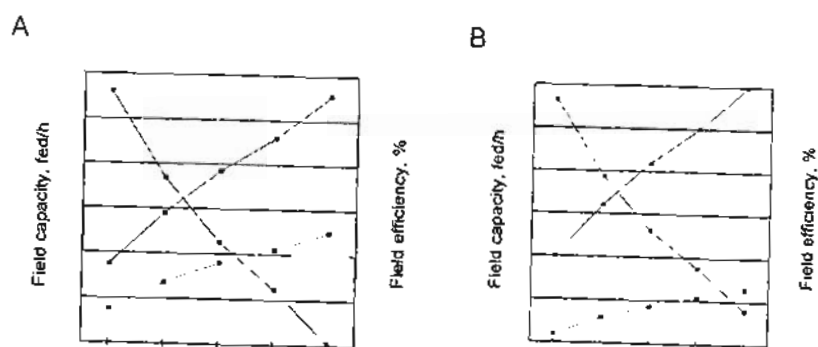 A
B
Field capacity, fed/h
Field efficiency, %
Field capacity, fed/h
Field efficiency, %